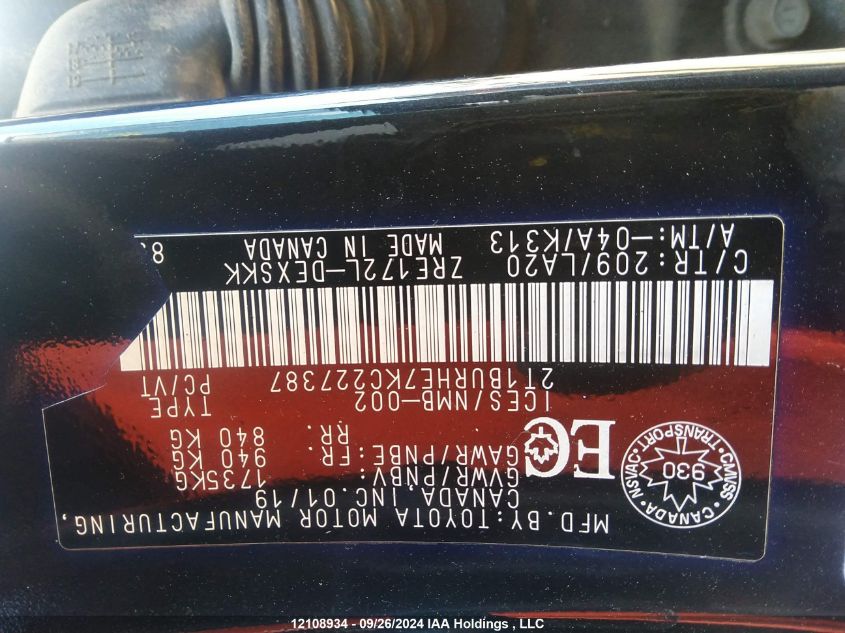 MFD. BY:TOYOTA MOTOR MANUFACTURING,
CANADA, INC. 01/19
GVWR/PNBV 1735KG
GAWR/PNBE: FR. 940 KG
RR. 840 KG
ICES/NMB-002 TYPE
2T1BURHE7KC227387 PC/VT
CANADA · TRANSPORT · CMVSS · NSVAC
930
EC
C/TR: 209/LA20 ZRE172L-DEXSKK
A/TM:-04A/K313 MADE IN CANADA
12108934 - 09/26/2024 IAA Holdings , LLC